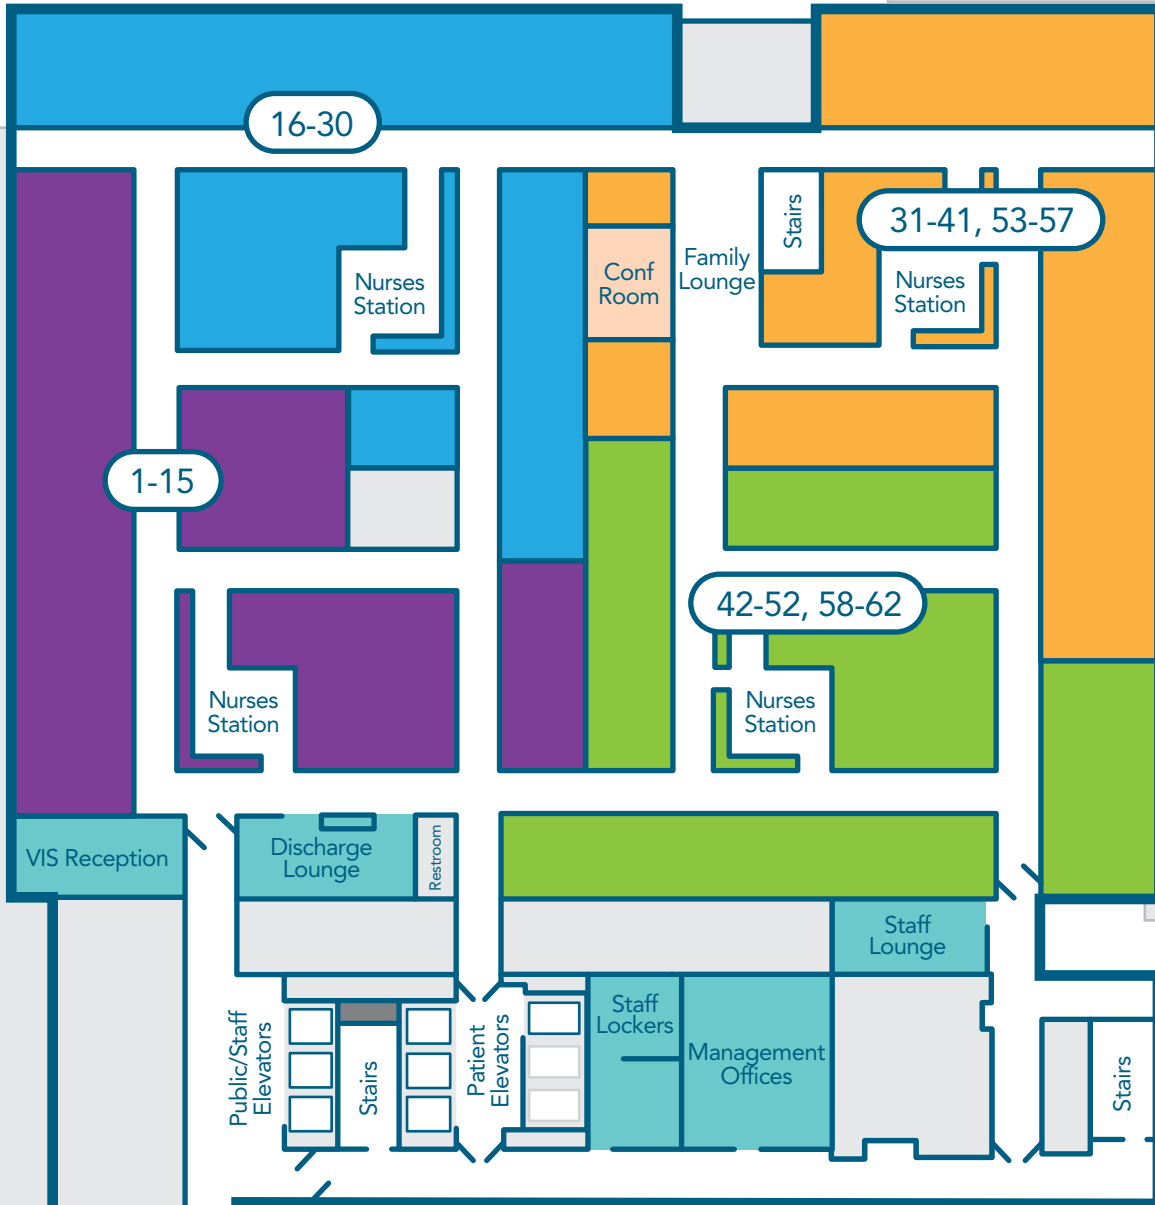 16-30
Stairs
31-41, 53-57
Nurses
Station
Conf
Room
Family
Lounge
Nurses
Station
1-15
42-52, 58-62
Nurses
Station
Nurses
Station
VIS Reception
Discharge
Lounge
Restroom
Staff
Lounge
Public/Staff
Elevators
Stairs
Patient
Elevators
Staff
Lockers
Management
Offices
Stairs